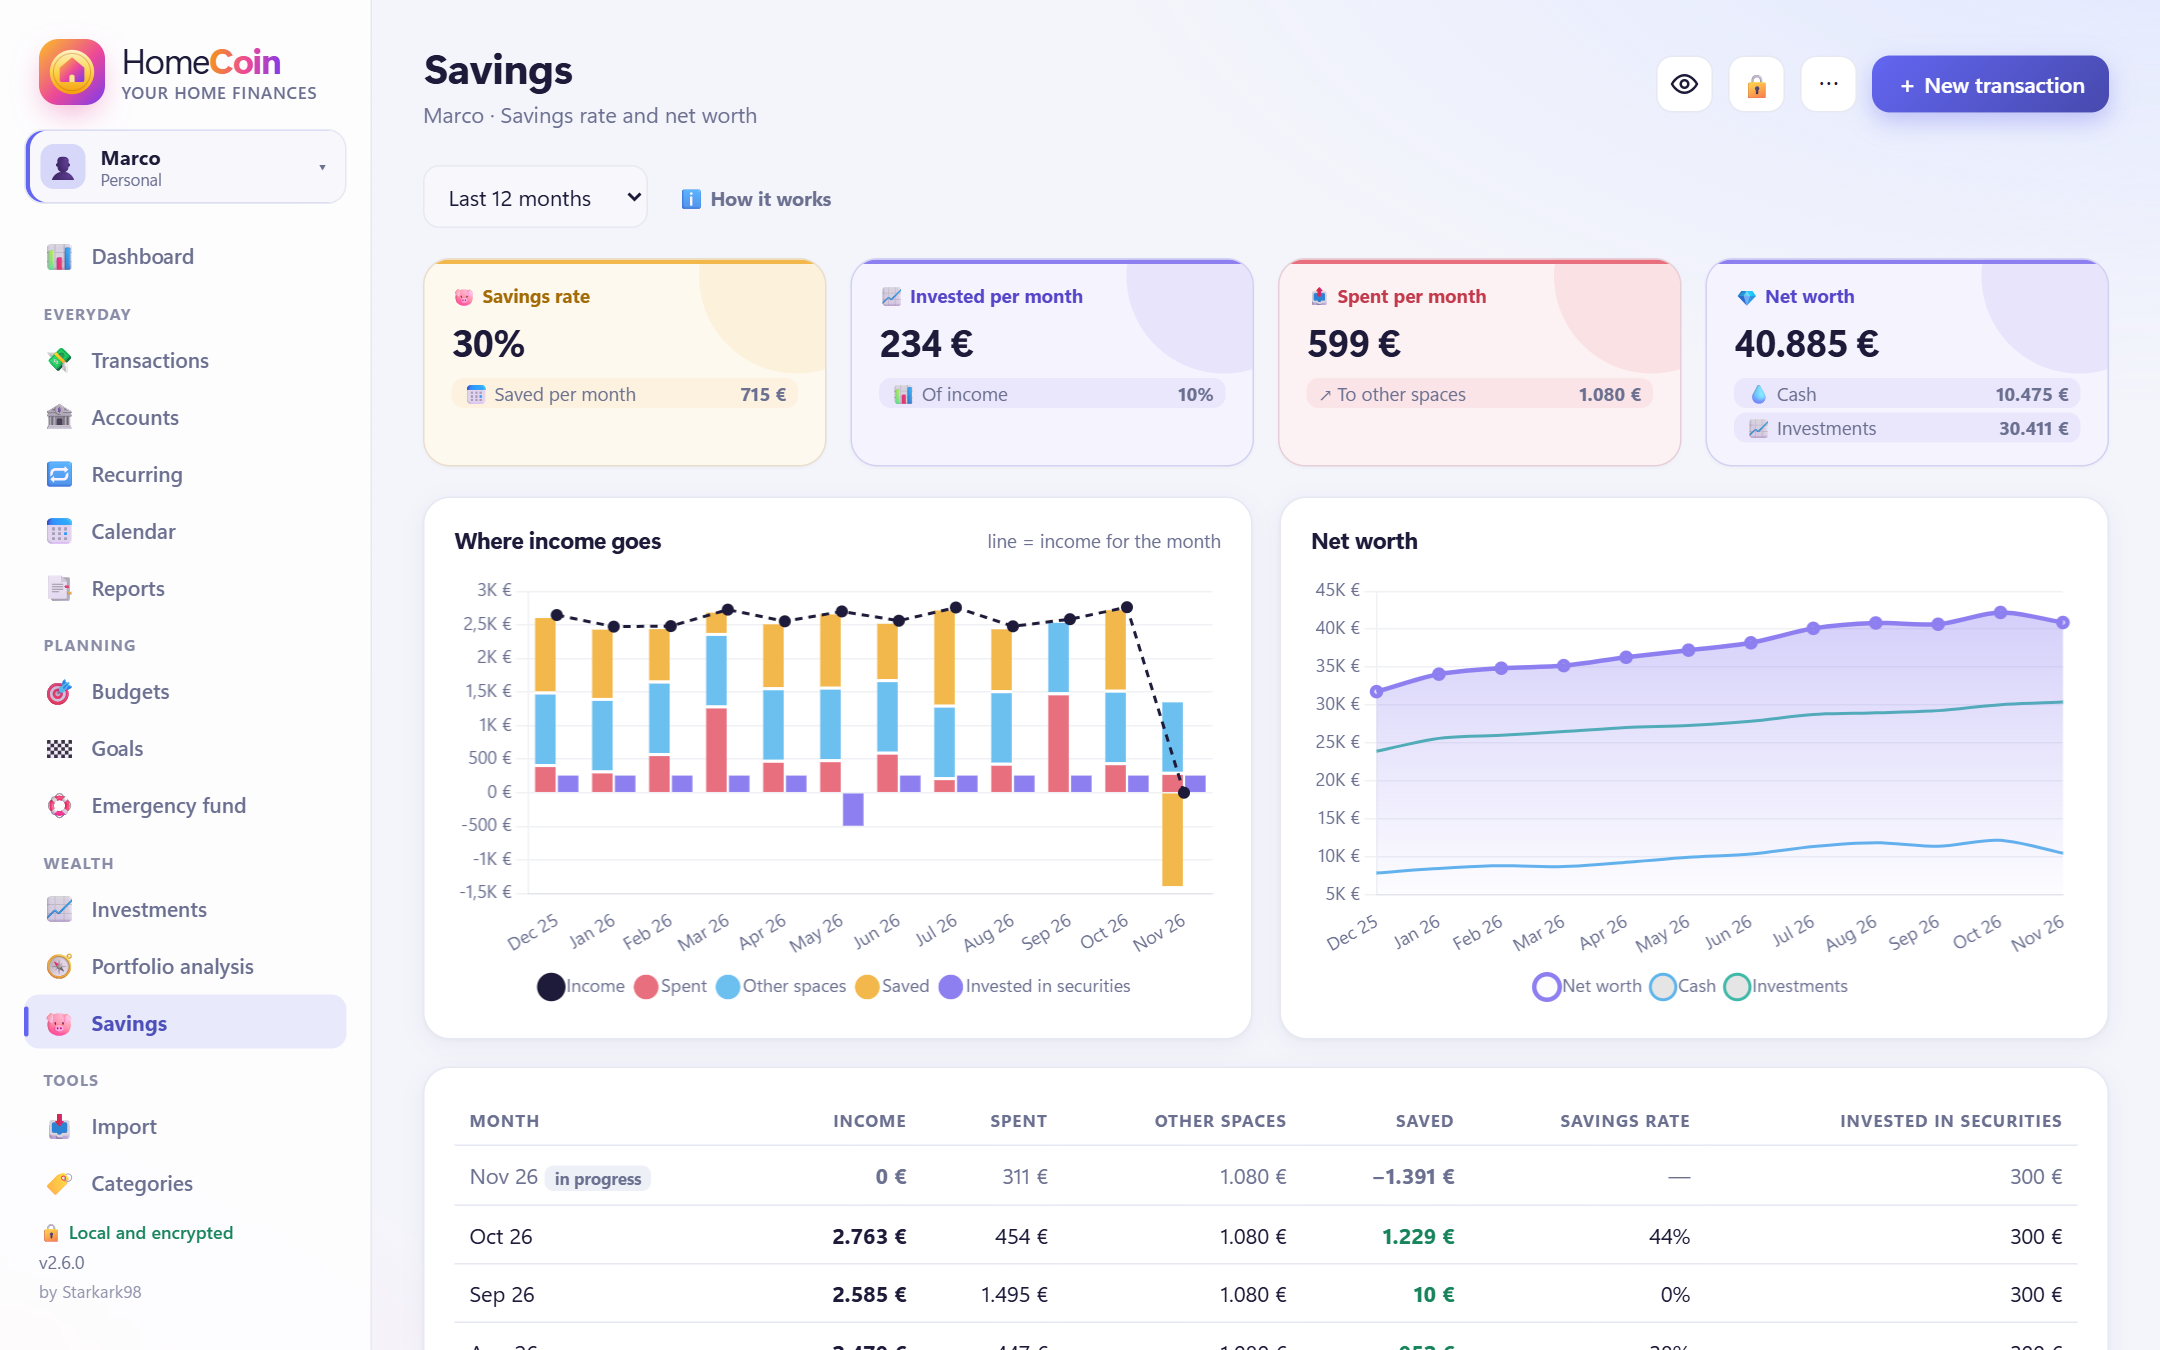 HomeCoin
YOUR HOME FINANCES
Marco
Personal
Dashboard
EVERYDAY
Transactions
Accounts
Recurring
Calendar
Reports
PLANNING
Budgets
Goals
Emergency fund
WEALTH
Investments
Portfolio analysis
Savings
TOOLS
Import
Categories
Local and encrypted
v2.6.0
by Starkark98
Savings
Marco · Savings rate and net worth
+ New transaction
Last 12 months
How it works
Savings rate
30%
Saved per month 715 €
Invested per month
234 €
Of income 10%
Spent per month
599 €
↗ To other spaces 1.080 €
Net worth
40.885 €
Cash 10.475 €
Investments 30.411 €
Where income goes
line = income for the month
3K €
2,5K €
2K €
1,5K €
1K €
500 €
0 €
-500 €
-1K €
-1,5K €
Dec 25 Jan 26 Feb 26 Mar 26 Apr 26 May 26 Jun 26 Jul 26 Aug 26 Sep 26 Oct 26 Nov 26
Income Spent Other spaces Saved Invested in securities
Net worth
45K €
40K €
35K €
30K €
25K €
20K €
15K €
10K €
5K €
Dec 25 Jan 26 Feb 26 Mar 26 Apr 26 May 26 Jun 26 Jul 26 Aug 26 Sep 26 Oct 26 Nov 26
Net worth Cash Investments
MONTH INCOME SPENT OTHER SPACES SAVED SAVINGS RATE INVESTED IN SECURITIES
Nov 26 in progress 0 € 311 € 1.080 € −1.391 € — 300 €
Oct 26 2.763 € 454 € 1.080 € 1.229 € 44% 300 €
Sep 26 2.585 € 1.495 € 1.080 € 10 € 0% 300 €